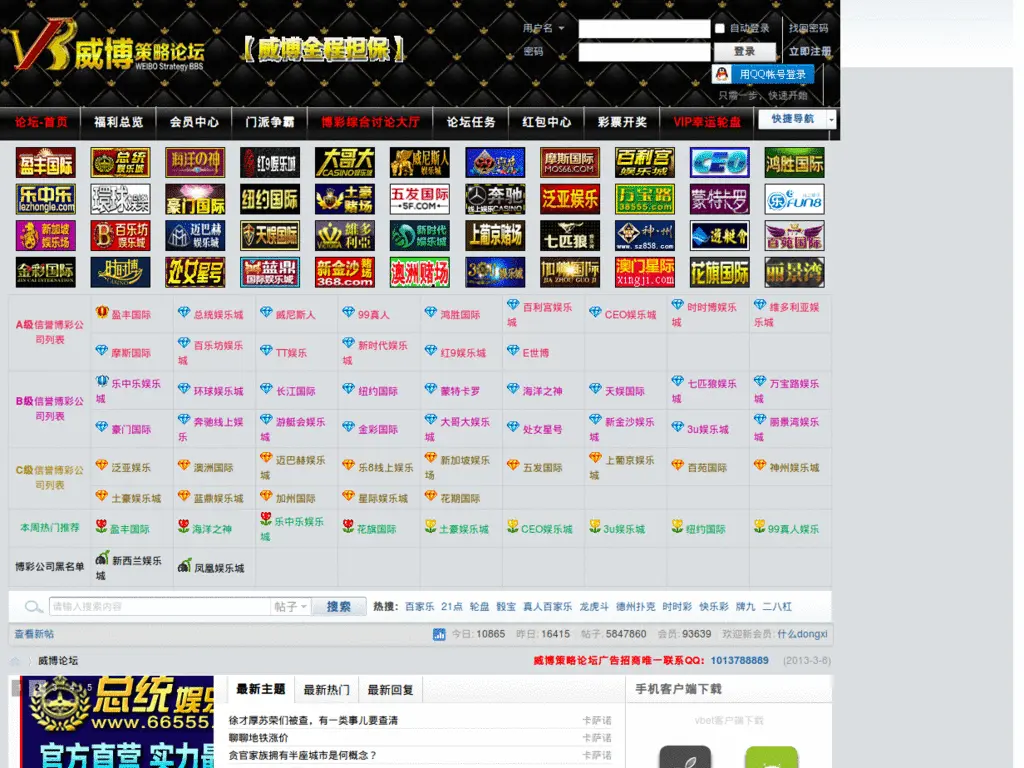 威博策略论坛
WEIBO Strategy BBS
【威博全程担保】
用户名 自动登录 找回密码
密码 登录 立即注册
用QQ帐号登录
只需一步，快速开始
论坛-首页 福利总览 会员中心 门派争霸 博彩综合讨论大厅 论坛任务 红包中心 彩票开奖 VIP幸运轮盘 快捷导航
盈丰国际 总统娱乐城 海洋の神 红9娱乐城 大哥大 CASINO娱乐城 威尼斯人娱乐城 摩斯国际 MO566.COM 百利宫娱乐城 CEO 鸿胜国际
乐中乐 lezhongle.com 環球娱乐 豪门国际 纽约国际 土豪赌场 五发国际 -5F.COM- 奔驰 线上娱乐CASINO 泛亚娱乐 万宝路 38555.com 蒙特卡罗 乐FUN8
新加坡娱乐场 百乐坊娱乐城 迈巴赫娱乐城 天娱国际 維多利亞 新时代娱乐城 上葡京赌场 七匹狼 神·州 www.sz858.com 遊艇會 百苑國际
金彩国际 时时博 处女星号 蓝鼎国际娱乐城 新金沙赌场 368.com 澳洲赌场 3U娱乐城 加州国际 JIA ZHOU GUO JI 澳门星际 xingji.com 花旗国际 丽景湾
A级信誉博彩公司列表 盈丰国际 总统娱乐城 威尼斯人 99真人 鸿胜国际 百利宫娱乐城 CEO娱乐城 时时博娱乐城 维多利亚娱乐城
摩斯国际 百乐坊娱乐城 TT娱乐 新时代娱乐城 红9娱乐城 E世博
B级信誉博彩公司列表 乐中乐娱乐城 环球娱乐城 长江国际 纽约国际 蒙特卡罗 海洋之神 天娱国际 七匹狼娱乐城 万宝路娱乐城
豪门国际 奔驰线上娱乐 游艇会娱乐城 金彩国际 大哥大娱乐城 处女星号 新金沙娱乐城 3u娱乐城 丽景湾娱乐城
C级信誉博彩公司列表 泛亚娱乐 澳洲国际 迈巴赫娱乐城 乐8线上娱乐 新加坡娱乐场 五发国际 上葡京娱乐城 百苑国际 神州娱乐城
土豪娱乐城 蓝鼎娱乐城 加州国际 星际娱乐城 花期国际
本周热门推荐 盈丰国际 海洋之神 乐中乐娱乐城 花旗国际 土豪娱乐城 CEO娱乐城 3u娱乐城 纽约国际 99真人娱乐
博彩公司黑名单 新西兰娱乐城 凤凰娱乐城
请输入搜索内容 帖子 搜索 热搜: 百家乐 21点 轮盘 骰宝 真人百家乐 龙虎斗 德州扑克 时时彩 快乐彩 牌九 二八杠
查看新帖 今日: 10865 昨日: 16415 帖子: 5847860 会员: 93639 欢迎新会员: 什么dongxi
威博论坛 威博策略论坛广告招商唯一联系QQ: 1013788889 (2013-3-8)
总统娱
www.66555.
官方直营 实力最
最新主题 最新热门 最新回复 手机客户端下载
徐才厚苏荣们被查，有一类事儿要查清 卡萨诺
聊聊地铁涨价 卡萨诺
贪官家族拥有半座城市是何概念？ 卡萨诺
vbet客户端下载